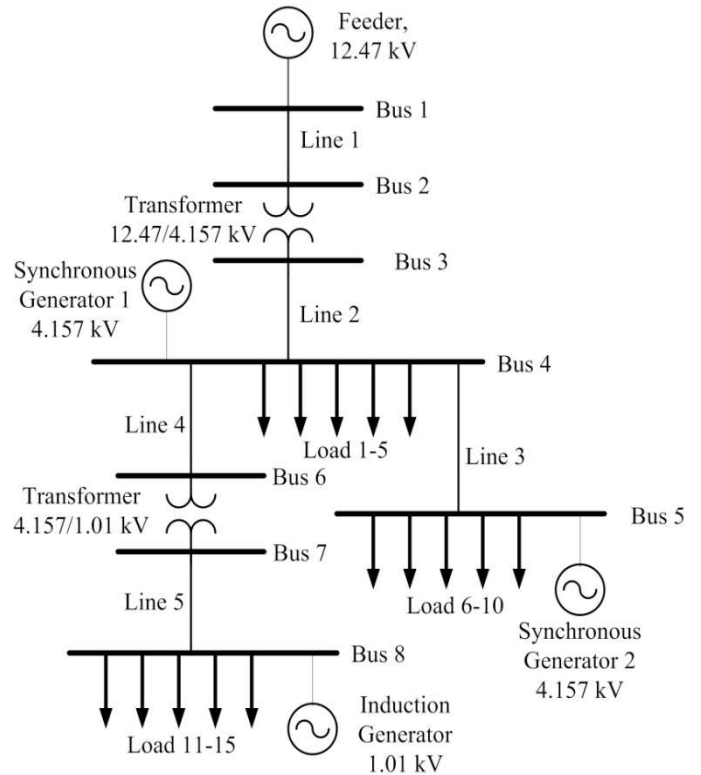 Feeder,
12.47 kV
Bus 1
Line 1
Bus 2
Transformer
12.47/4.157 kV
Bus 3
Synchronous
Generator 1
4.157 kV
Line 2
Bus 4
Line 4
Load 1-5
Line 3
Bus 6
Transformer
4.157/1.01 kV
Bus 5
Bus 7
Line 5
Load 6-10
Synchronous
Generator 2
4.157 kV
Bus 8
Load 11-15
Induction
Generator
1.01 kV